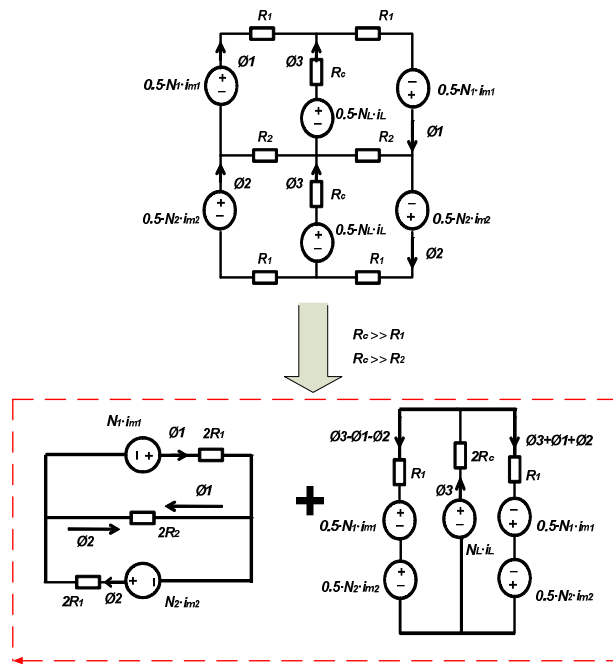 R1 R1
Ø1 Ø3 Rc
+ − 0.5·N1·im1 + − 0.5·NL·iL − + 0.5·N1·im1
Ø1
R2 R2
Ø2 Ø3 Rc
+ − 0.5·N2·im2 + − 0.5·NL·iL − + 0.5·N2·im2
R1 R1 Ø2
Rc >> R1
Rc >> R2
N1·im1 Ø1 2R1
− +
Ø1
Ø2 2R2
2R1 Ø2 + − N2·im2
+
Ø3-Ø1-Ø2 Ø3+Ø1+Ø2
R1 2Rc R1
Ø3
0.5·N1·im1 + − + − NL·iL + − 0.5·N1·im1
0.5·N2·im2 + − + − 0.5·N2·im2